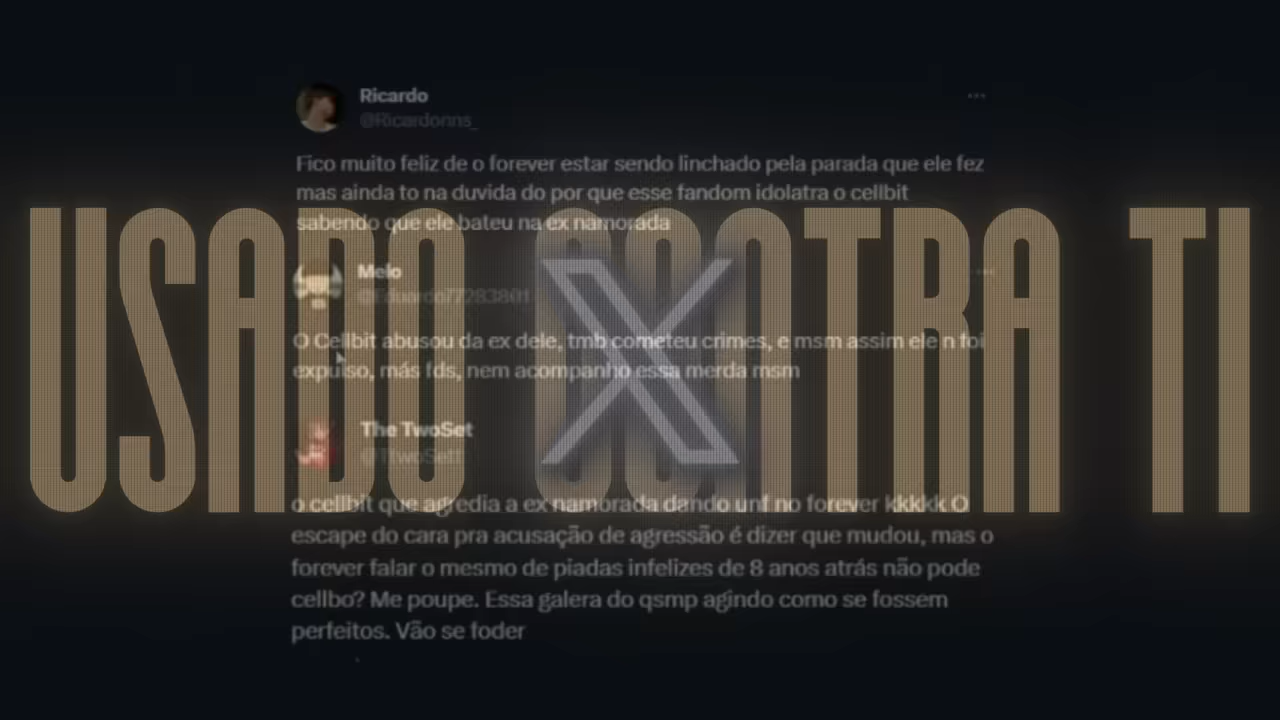 Ricardo
@Ricardonns_
Fico muito feliz de o forever estar sendo linchado pela parada que ele fez
mas ainda to na duvida do por que esse fandom idolatra o cellbit
sabendo que ele bateu na ex namorada
USADO CONTRA TI
Melo
@Eduardo77283801
O Cellbit abusou da ex dele, tmb cometeu crimes, e msm assim ele n foi
expulso, más fds, nem acompanho essa merda msm
The TwoSet
@TtwoSett
o cellbit que agredia a ex namorada dando unf no forever kkkkk O
escape do cara pra acusação de agressão é dizer que mudou, mas o
forever falar o mesmo de piadas infelizes de 8 anos atrás não pode
cellbo? Me poupe. Essa galera do qsmp agindo como se fossem
perfeitos. Vão se foder